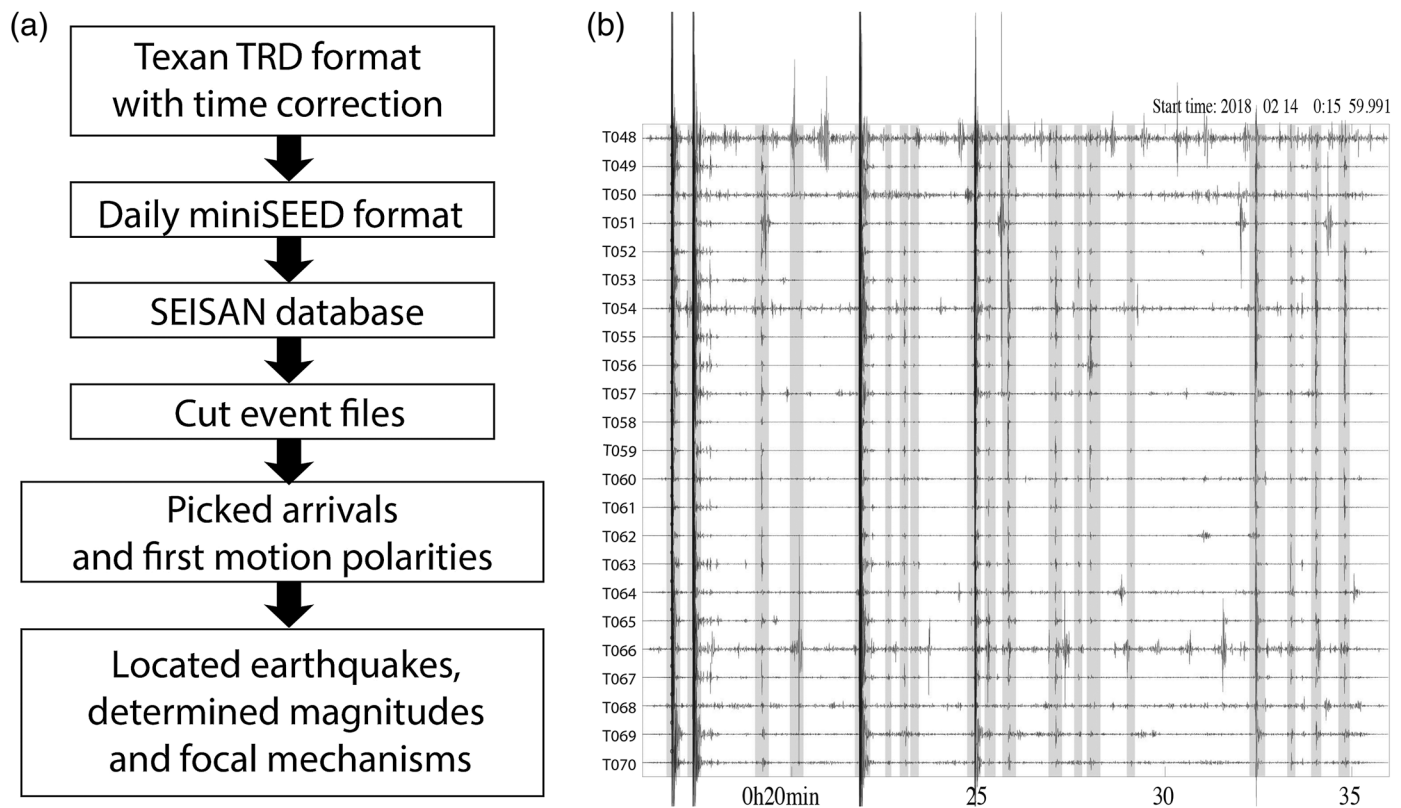 (a)
Texan TRD format
with time correction
Daily miniSEED format
SEISAN database
Cut event files
Picked arrivals
and first motion polarities
Located earthquakes,
determined magnitudes
and focal mechanisms
(b)
Start time: 2018 02 14 0:15 59.991
T048
T049
T050
T051
T052
T053
T054
T055
T056
T057
T058
T059
T060
T061
T062
T063
T064
T065
T066
T067
T068
T069
T070
0h20min 25 30 35